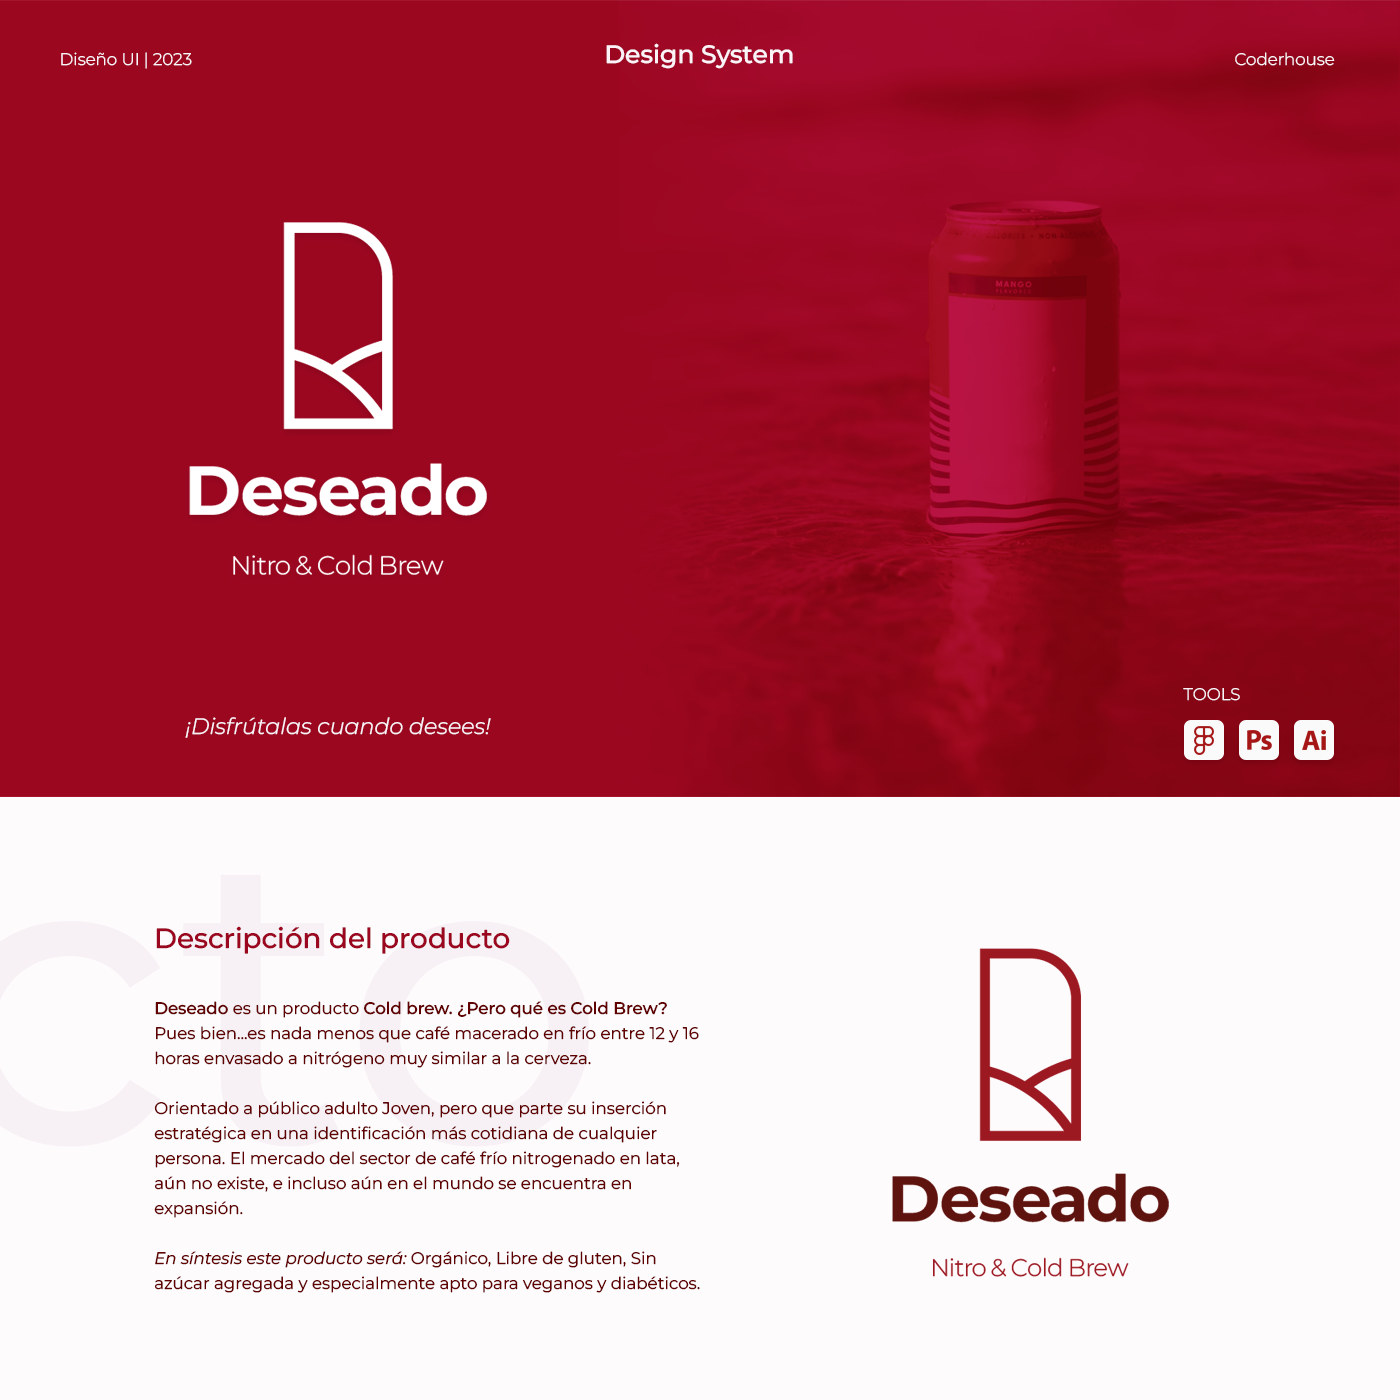 Diseño UI | 2023
Design System
Coderhouse
MANGO
Deseado
Nitro & Cold Brew
¡Disfrútalas cuando desees!
TOOLS
Ps
Ai
cto
Descripción del producto
Deseado es un producto Cold brew. ¿Pero qué es Cold Brew?
Pues bien...es nada menos que café macerado en frío entre 12 y 16
horas envasado a nitrógeno muy similar a la cerveza.
Orientado a público adulto Joven, pero que parte su inserción
estratégica en una identificación más cotidiana de cualquier
persona. El mercado del sector de café frío nitrogenado en lata,
aún no existe, e incluso aún en el mundo se encuentra en
expansión.
En síntesis este producto será: Orgánico, Libre de gluten, Sin
azúcar agregada y especialmente apto para veganos y diabéticos.
Deseado
Nitro & Cold Brew